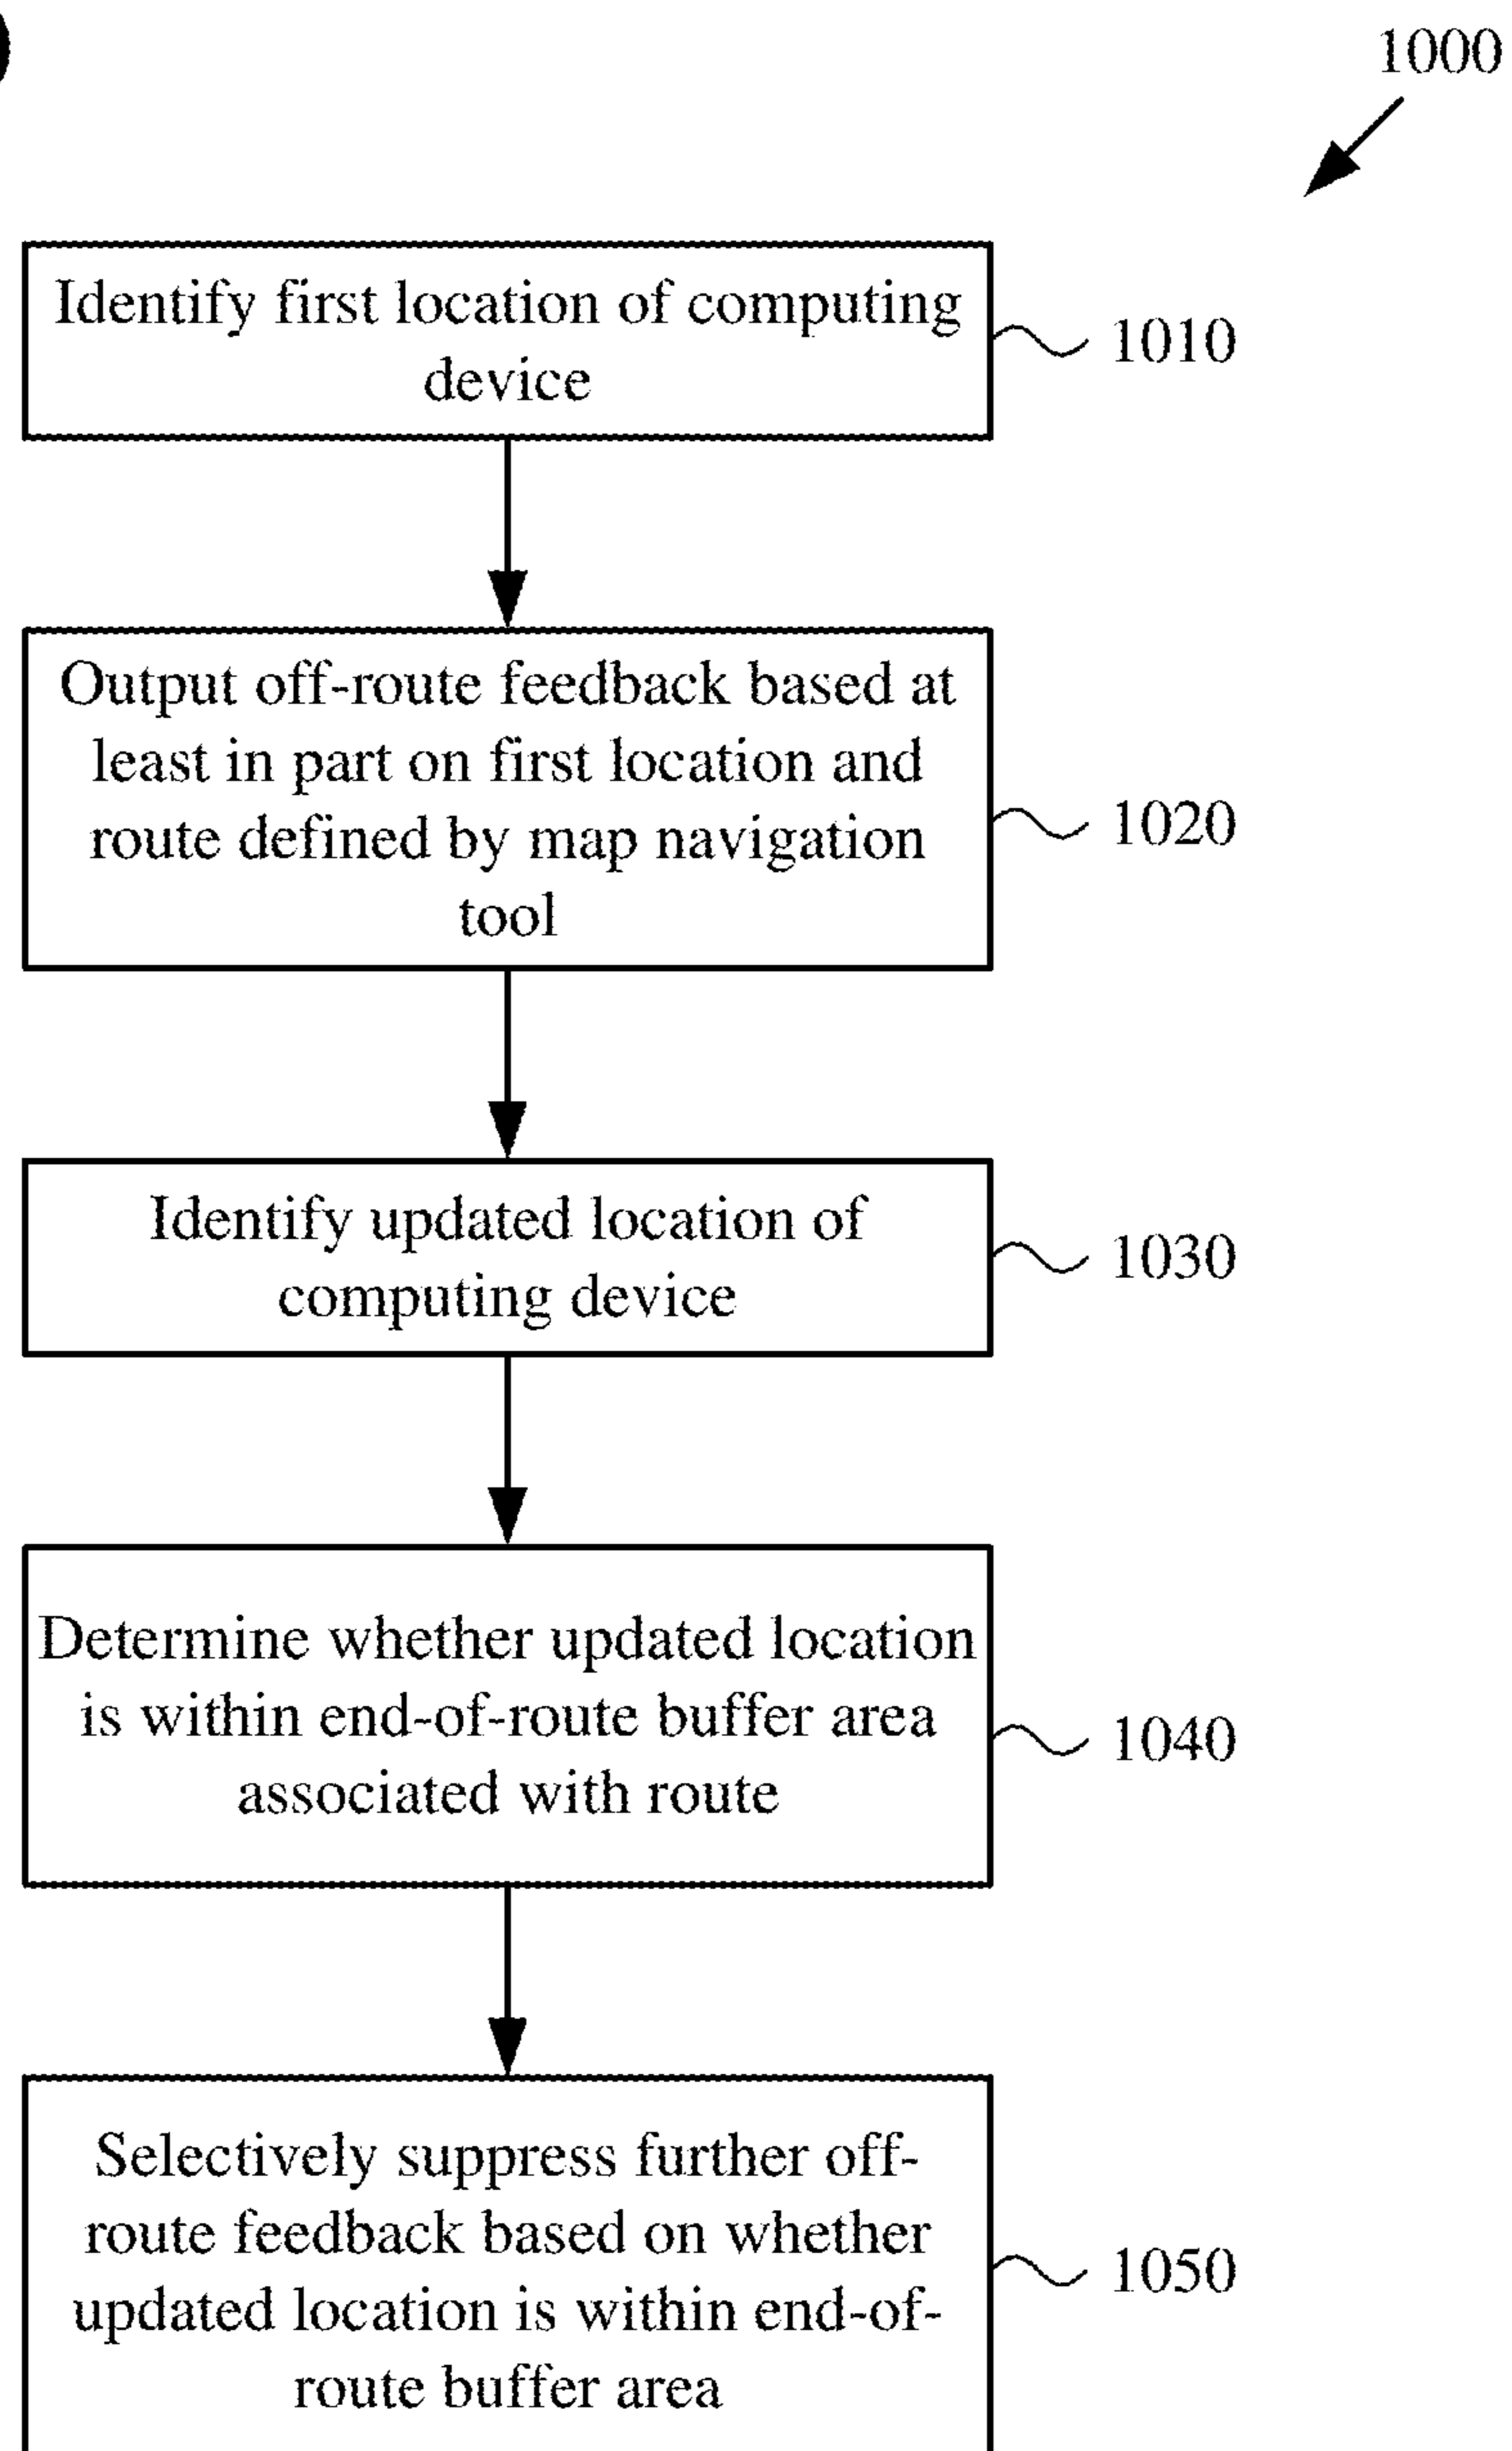 1000
Identify first location of computing
device
1010
Output off-route feedback based at
least in part on first location and
route defined by map navigation
tool
1020
Identify updated location of
computing device
1030
Determine whether updated location
is within end-of-route buffer area
associated with route
1040
Selectively suppress further off-
route feedback based on whether
updated location is within end-of-
route buffer area
1050